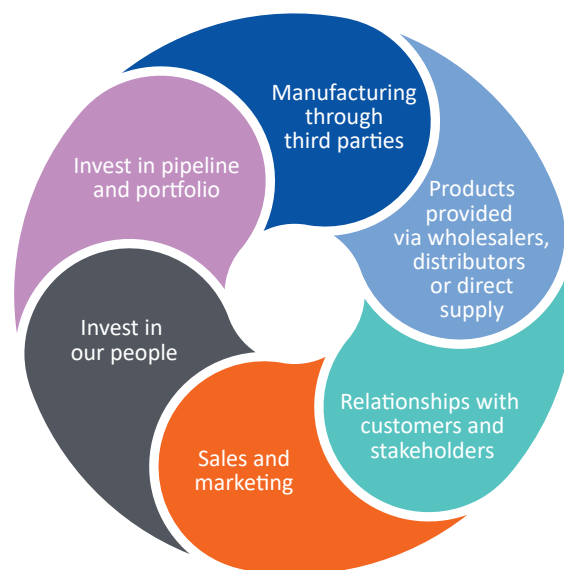 Manufacturing
through
third parties
Products
provided
via wholesalers,
distributors
or direct
supply
Relationships with
customers and
stakeholders
Sales and
marketing
Invest in
our people
Invest in pipeline
and portfolio